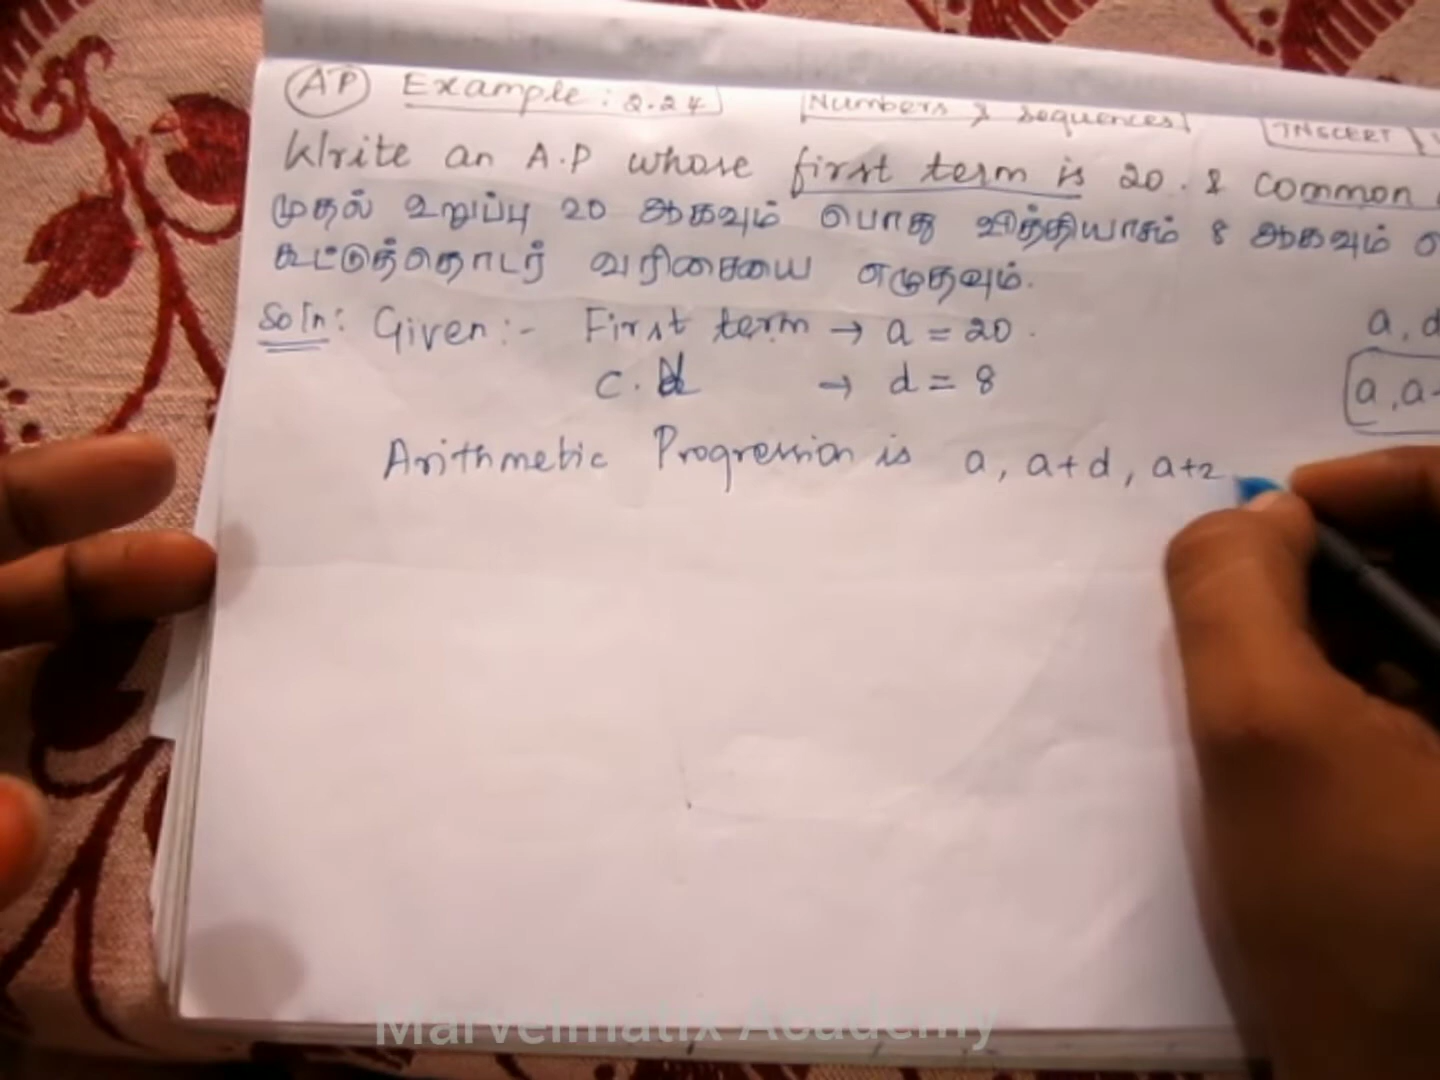 AP Example: 2.24 Numbers & Sequences TNSCERT
Write an A.P whose first term is 20 & Common
முதல் உறுப்பு 20 ஆகவும் பொது வித்தியாசம் 8 ஆகவும்
கூட்டுத்தொடர் வரிசையை எழுதவும்.
Soln: Given:- First term → a = 20. a, d
C. d → d = 8 a, a+
Arithmetic Progression is a, a+d, a+2
Marvelmatix Academy